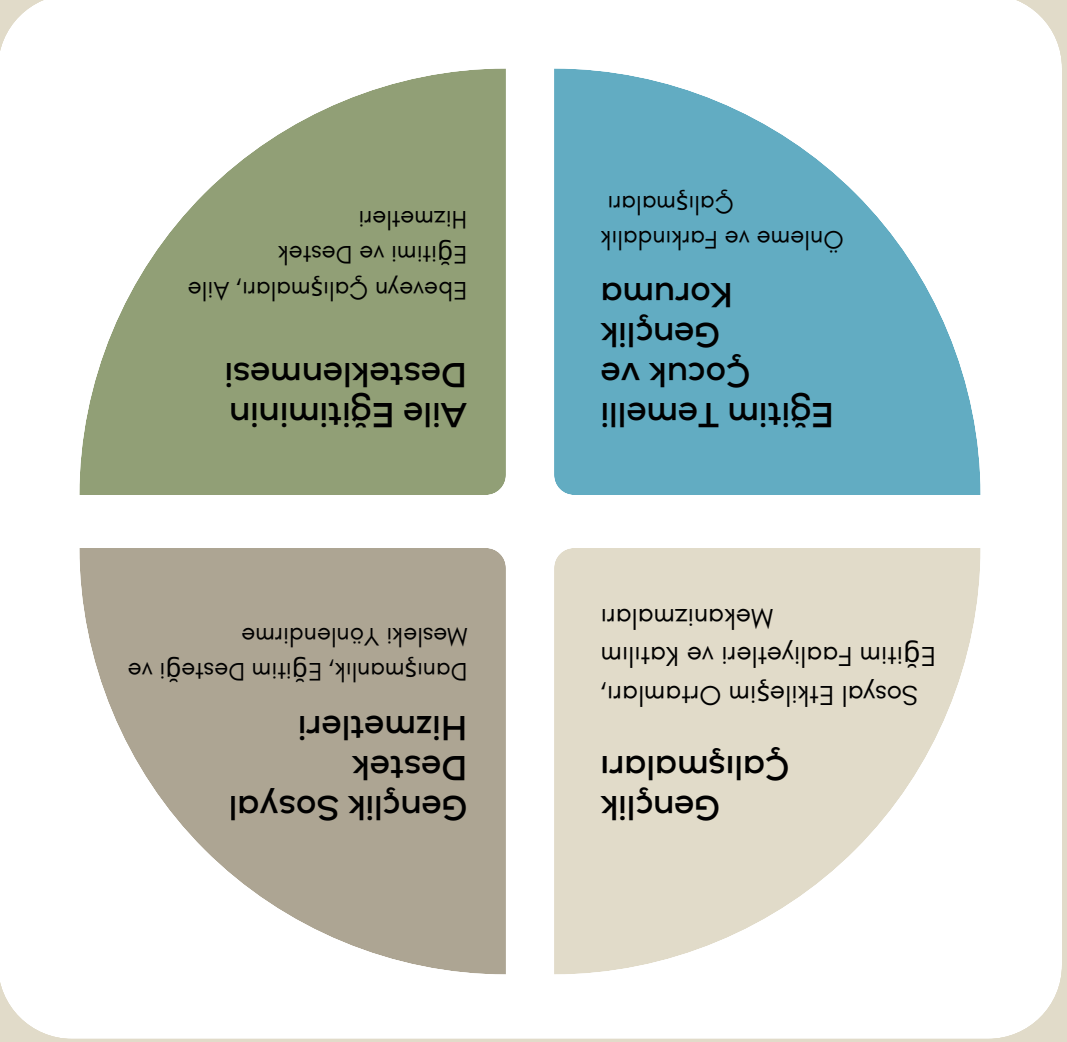 Gençlik
Çalışmaları
Sosyal Etkileşim Ortamları,
Eğitim Faaliyetleri ve Katılım
Mekanizmaları
Gençlik Sosyal
Destek
Hizmetleri
Danışmanlık, Eğitim Desteği ve
Mesleki Yönlendirme
Eğitim Temelli
Çocuk ve
Gençlik
Koruma
Önleme ve Farkındalık
Çalışmaları
Aile Eğitiminin
Desteklenmesi
Ebeveyn Çalışmaları, Aile
Eğitimi ve Destek
Hizmetleri